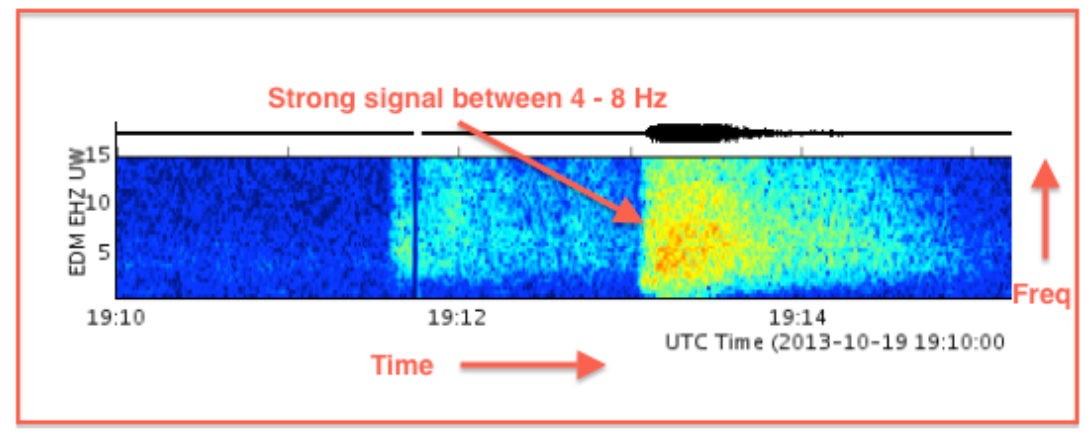 Strong signal between 4 - 8 Hz
EDM EHZ UW
15
10
5
19:10
19:12
19:14
Freq
UTC Time (2013-10-19 19:10:00
Time